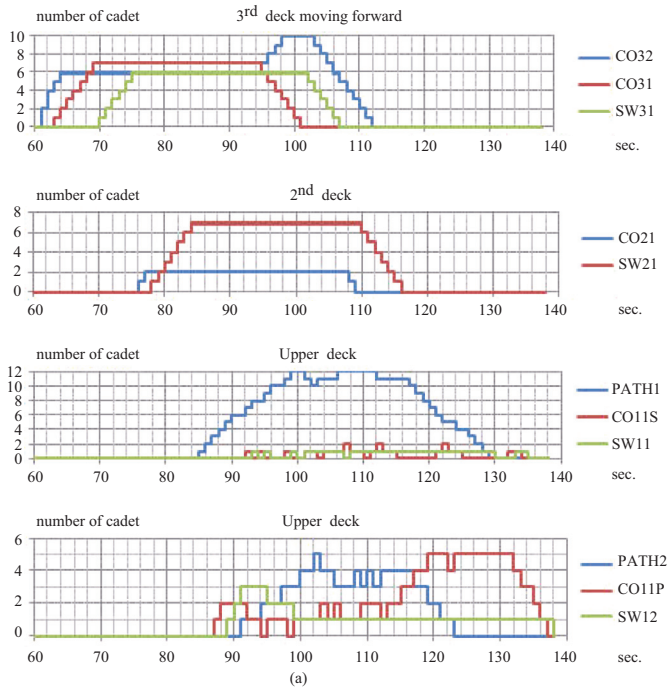 number of cadet 3rd deck moving forward
10
8
6
4
2
0
60 70 80 90 100 110 120 130 140
CO32
CO31
SW31
sec.
number of cadet 2nd deck
8
6
4
2
0
60 70 80 90 100 110 120 130 140
CO21
SW21
sec.
number of cadet Upper deck
12
10
8
6
4
2
0
60 70 80 90 100 110 120 130 140
PATH1
CO11S
SW11
sec.
number of cadet Upper deck
6
4
2
0
60 70 80 90 100 110 120 130 140
PATH2
CO11P
SW12
sec.
(a)